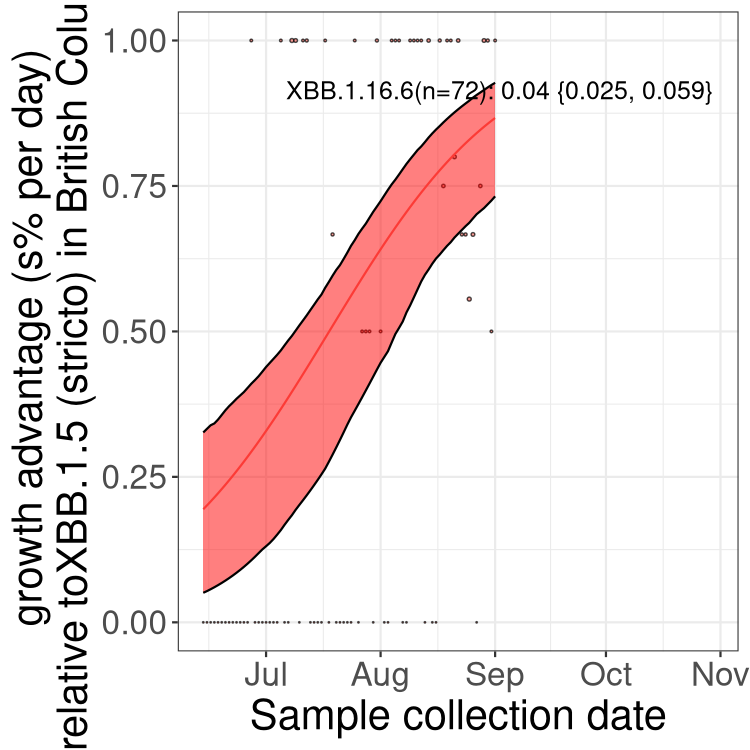 growth advantage (s% per day)
relative toXBB.1.5 (stricto) in British Colu
1.00
0.75
0.50
0.25
0.00
XBB.1.16.6(n=72): 0.04 {0.025, 0.059}
Jul Aug Sep Oct Nov
Sample collection date